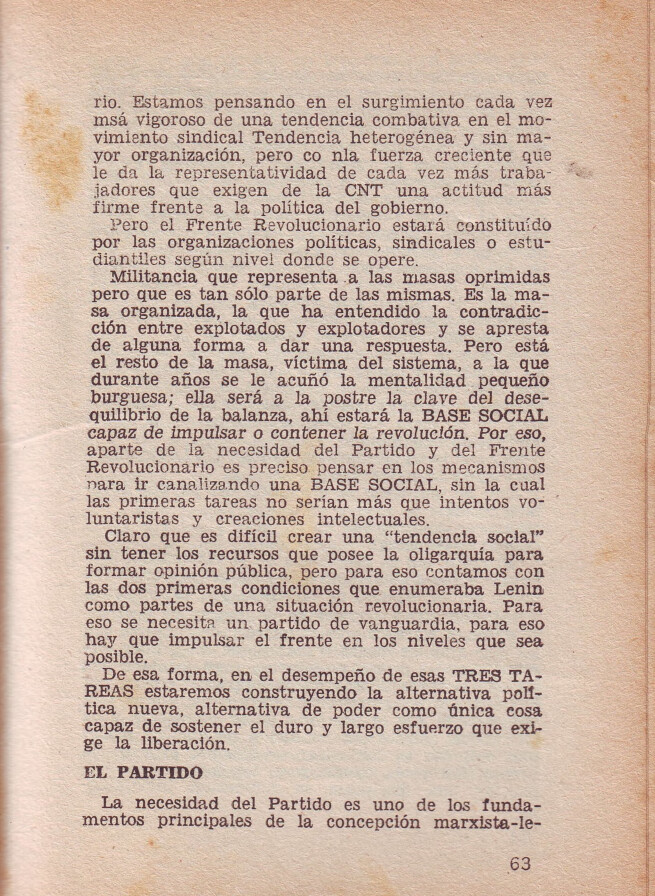 rio. Estamos pensando en el surgimiento cada vez
msá vigoroso de una tendencia combativa en el mo-
vimiento sindical Tendencia heterogénea y sin ma-
yor organización, pero co nla fuerza creciente que
le da la representatividad de cada vez más traba-
jadores que exigen de la CNT una actitud más
firme frente a la política del gobierno.
Pero el Frente Revolucionario estará constituído
por las organizaciones políticas, sindicales o estu-
diantiles según nivel donde se opere.
Militancia que representa a las masas oprimidas
pero que es tan sólo parte de las mismas. Es la ma-
sa organizada, la que ha entendido la contradic-
ción entre explotados y explotadores y se apresta
de alguna forma a dar una respuesta. Pero está
el resto de la masa, víctima del sistema, a la que
durante años se le acuñó la mentalidad pequeño
burguesa; ella será a la postre la clave del dese-
quilibrio de la balanza, ahí estará la BASE SOCIAL
capaz de impulsar o contener la revolución. Por eso,
aparte de la necesidad del Partido y del Frente
Revolucionario es preciso pensar en los mecanismos
para ir canalizando una BASE SOCIAL, sin la cual
las primeras tareas no serían más que intentos vo-
luntaristas y creaciones intelectuales.
Claro que es difícil crear una "tendencia social"
sin tener los recursos que posee la oligarquía para
formar opinión pública, pero para eso contamos con
las dos primeras condiciones que enumeraba Lenin
como partes de una situación revolucionaria. Para
eso se necesita un partido de vanguardia, para eso
hay que impulsar el frente en los niveles que sea
posible.
De esa forma, en el desempeño de esas TRES TA-
REAS estaremos construyendo la alternativa polí-
tica nueva, alternativa de poder como única cosa
capaz de sostener el duro y largo esfuerzo que exi-
ge la liberación.
EL PARTIDO
La necesidad del Partido es uno de los funda-
mentos principales de la concepción marxista-le-
63